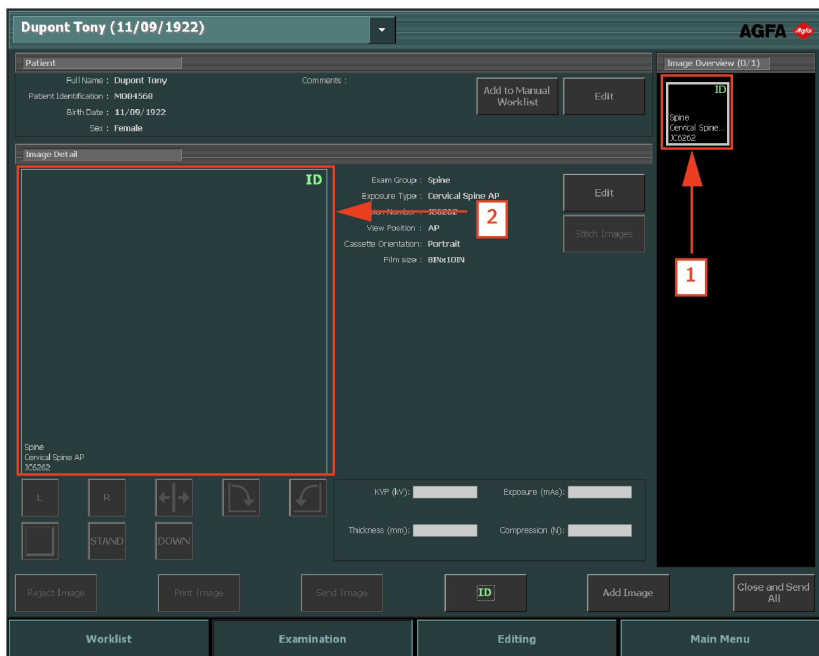 Dupont Tony (11/09/1922)
AGFA
Patient
Full Name : Dupont Tony
Comments :
Patient Identification : MO84568
Birth Date : 11/09/1922
Sex : Female
Add to Manual Worklist
Edit
Image Overview (0/1)
ID
Spine
Cervical Spine...
JC6262
1
Image Detail
ID
Spine
Cervical Spine AP
JC6262
Exam Group : Spine
Exposure Type : Cervical Spine AP
Number : JC6262
View Position : AP
Cassette Orientation: Portrait
Film size : 8INx10IN
2
Edit
Stitch Images
L
R
STAND
DOWN
KVP (kV):
Exposure (mAs):
Thickness (mm):
Compression (N):
Reject Image
Print Image
Send Image
ID
Add Image
Close and Send All
Worklist
Examination
Editing
Main Menu